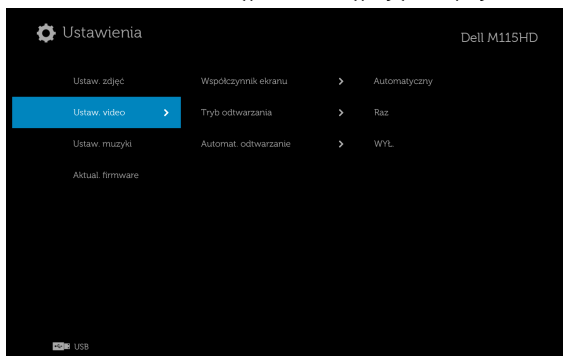 Ustawienia
Dell M115HD
Ustaw. zdjęć
Współczynnik ekranu > Automatyczny
Ustaw. video > Tryb odtwarzania > Raz
Ustaw. muzyki
Automat. odtwarzanie > WYŁ.
Aktual. firmware
USB